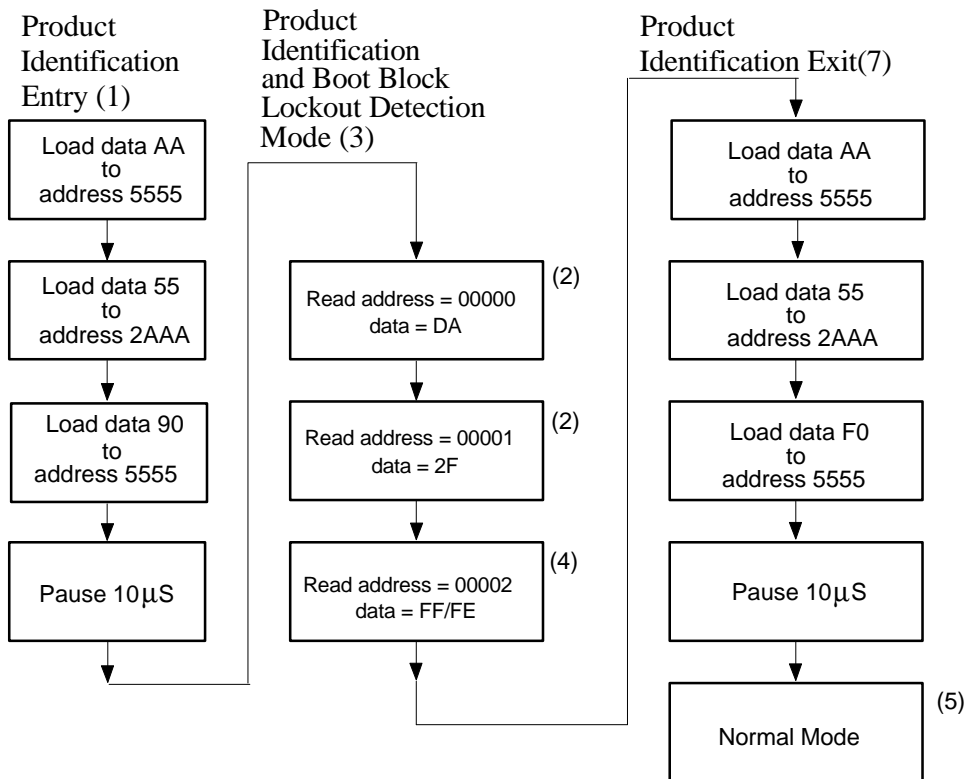 Product
Identification
Entry (1)
Load data AA
to
address 5555
Load data 55
to
address 2AAA
Load data 90
to
address 5555
Pause 10μS
Product
Identification
and Boot Block
Lockout Detection
Mode (3)
Read address = 00000
data = DA
(2)
Read address = 00001
data = 2F
(2)
Read address = 00002
data = FF/FE
(4)
Product
Identification Exit(7)
Load data AA
to
address 5555
Load data 55
to
address 2AAA
Load data F0
to
address 5555
Pause 10μS
Normal Mode
(5)